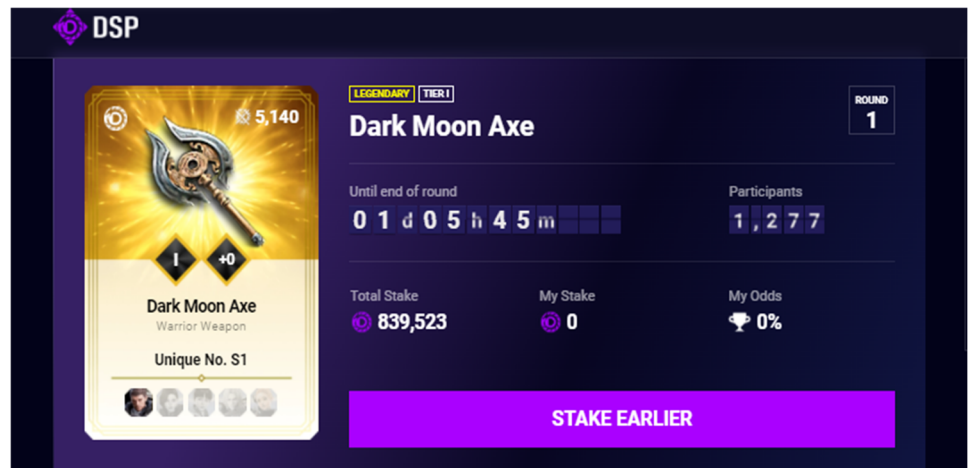 DSP
5,140
I
+0
Dark Moon Axe
Warrior Weapon
Unique No. S1
LEGENDARY TIER I
Dark Moon Axe
ROUND
1
Until end of round
01d05h45m
Participants
1,277
Total Stake
839,523
My Stake
0
My Odds
0%
STAKE EARLIER